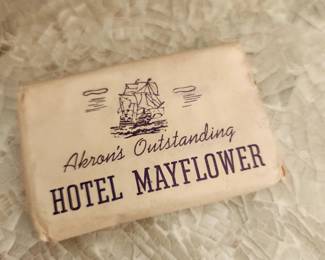 Akron's Outstanding
HOTEL MAYFLOWER